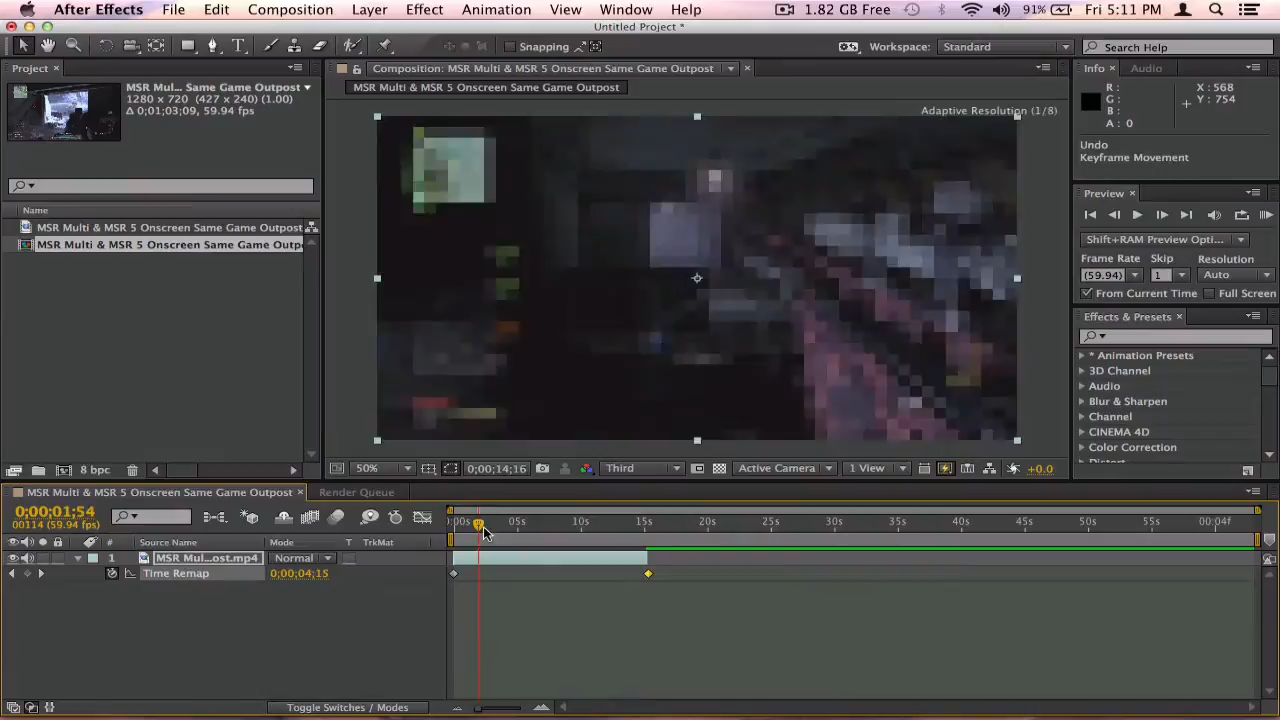 After Effects File Edit Composition Layer Effect Animation View Window Help 1.82 GB Free 91% Fri 5:11 PM
Untitled Project *
Snapping Workspace: Standard Search Help
Project
MSR Mul... Same Game Outpost
1280 x 720 (427 x 240) (1.00)
Δ 0;01;03;09, 59.94 fps
Name
MSR Multi & MSR 5 Onscreen Same Game Outpost
MSR Multi & MSR 5 Onscreen Same Game Outpo
8 bpc
Composition: MSR Multi & MSR 5 Onscreen Same Game Outpost
MSR Multi & MSR 5 Onscreen Same Game Outpost
Adaptive Resolution (1/8)
50% 0;00;14;16 Third Active Camera 1 View +0.0
Info Audio
R: X: 568
G: Y: 754
B:
A: 0
Undo
Keyframe Movement
Preview
Shift+RAM Preview Opti...
Frame Rate Skip Resolution
(59.94) 1 Auto
From Current Time Full Screen
Effects & Presets
* Animation Presets
3D Channel
Audio
Blur & Sharpen
Channel
CINEMA 4D
Color Correction
Distort
MSR Multi & MSR 5 Onscreen Same Game Outpost Render Queue
0;00;01;54
00114 (59.94 fps)
:00s 05s 10s 15s 20s 25s 30s 35s 40s 45s 50s 55s 00:04f
# Source Name Mode T TrkMat
1 MSR Mul...ost.mp4 Normal
Time Remap 0;00;04;15
Toggle Switches / Modes